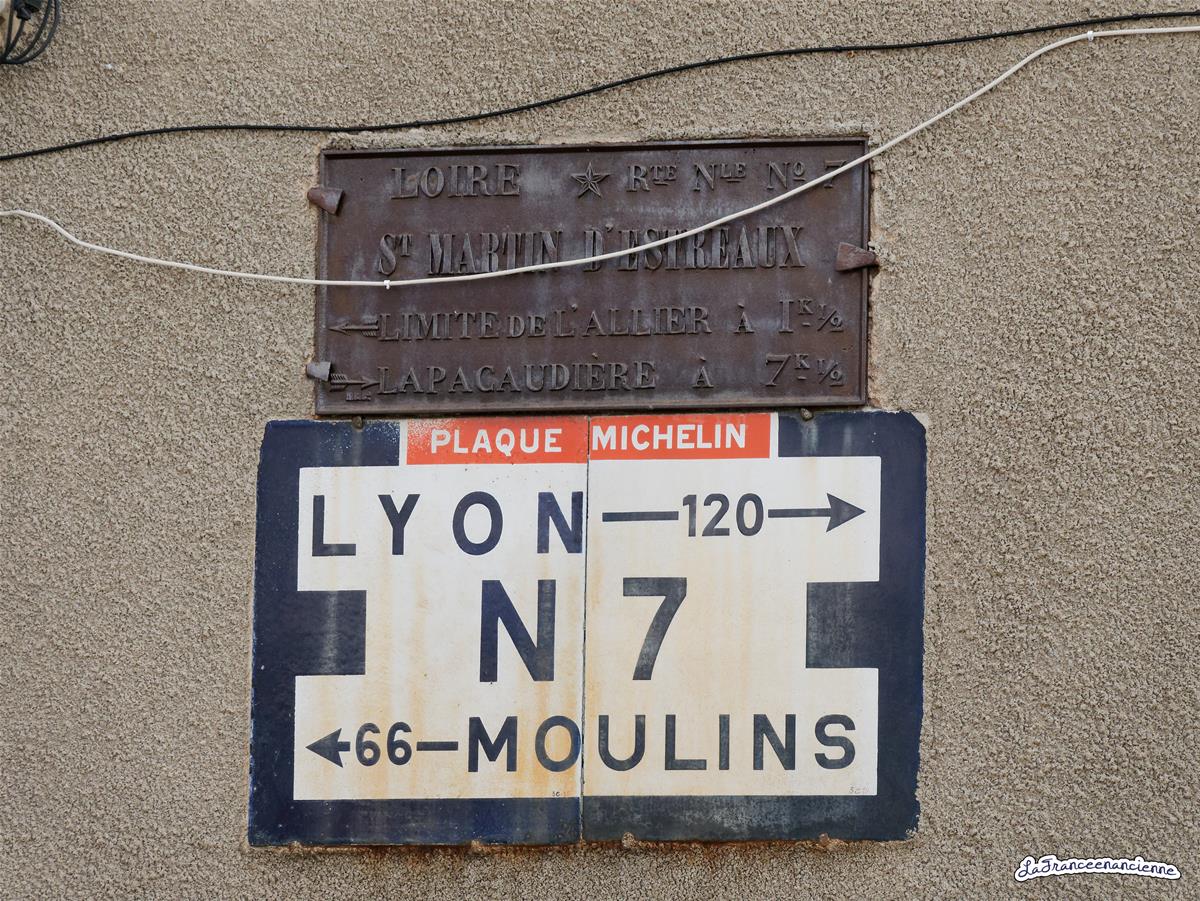 LOIRE ☆ RTE NLE NO 7
ST MARTIN D'ESTREAUX
← LIMITE DE L'ALLIER À 1K 1/2
→ LAPACAUDIÈRE À 7K 1/2
PLAQUE MICHELIN
LYON —120→
N 7
←66— MOULINS
LaFranceenancienne